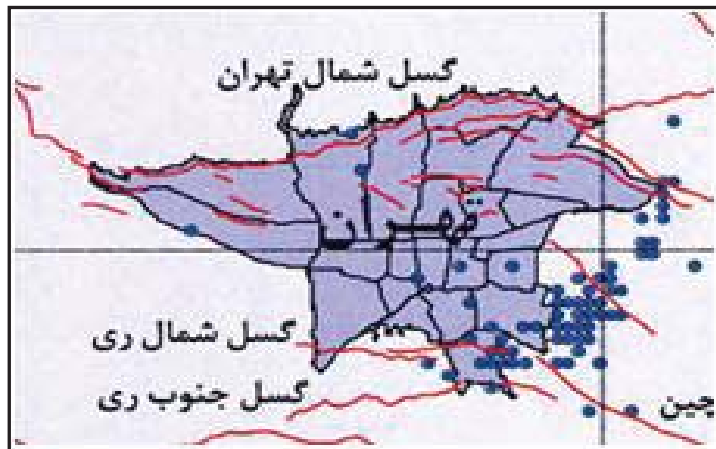 گسل شمال تهران
تهران
گسل شمال ری
گسل جنوب ری
چین